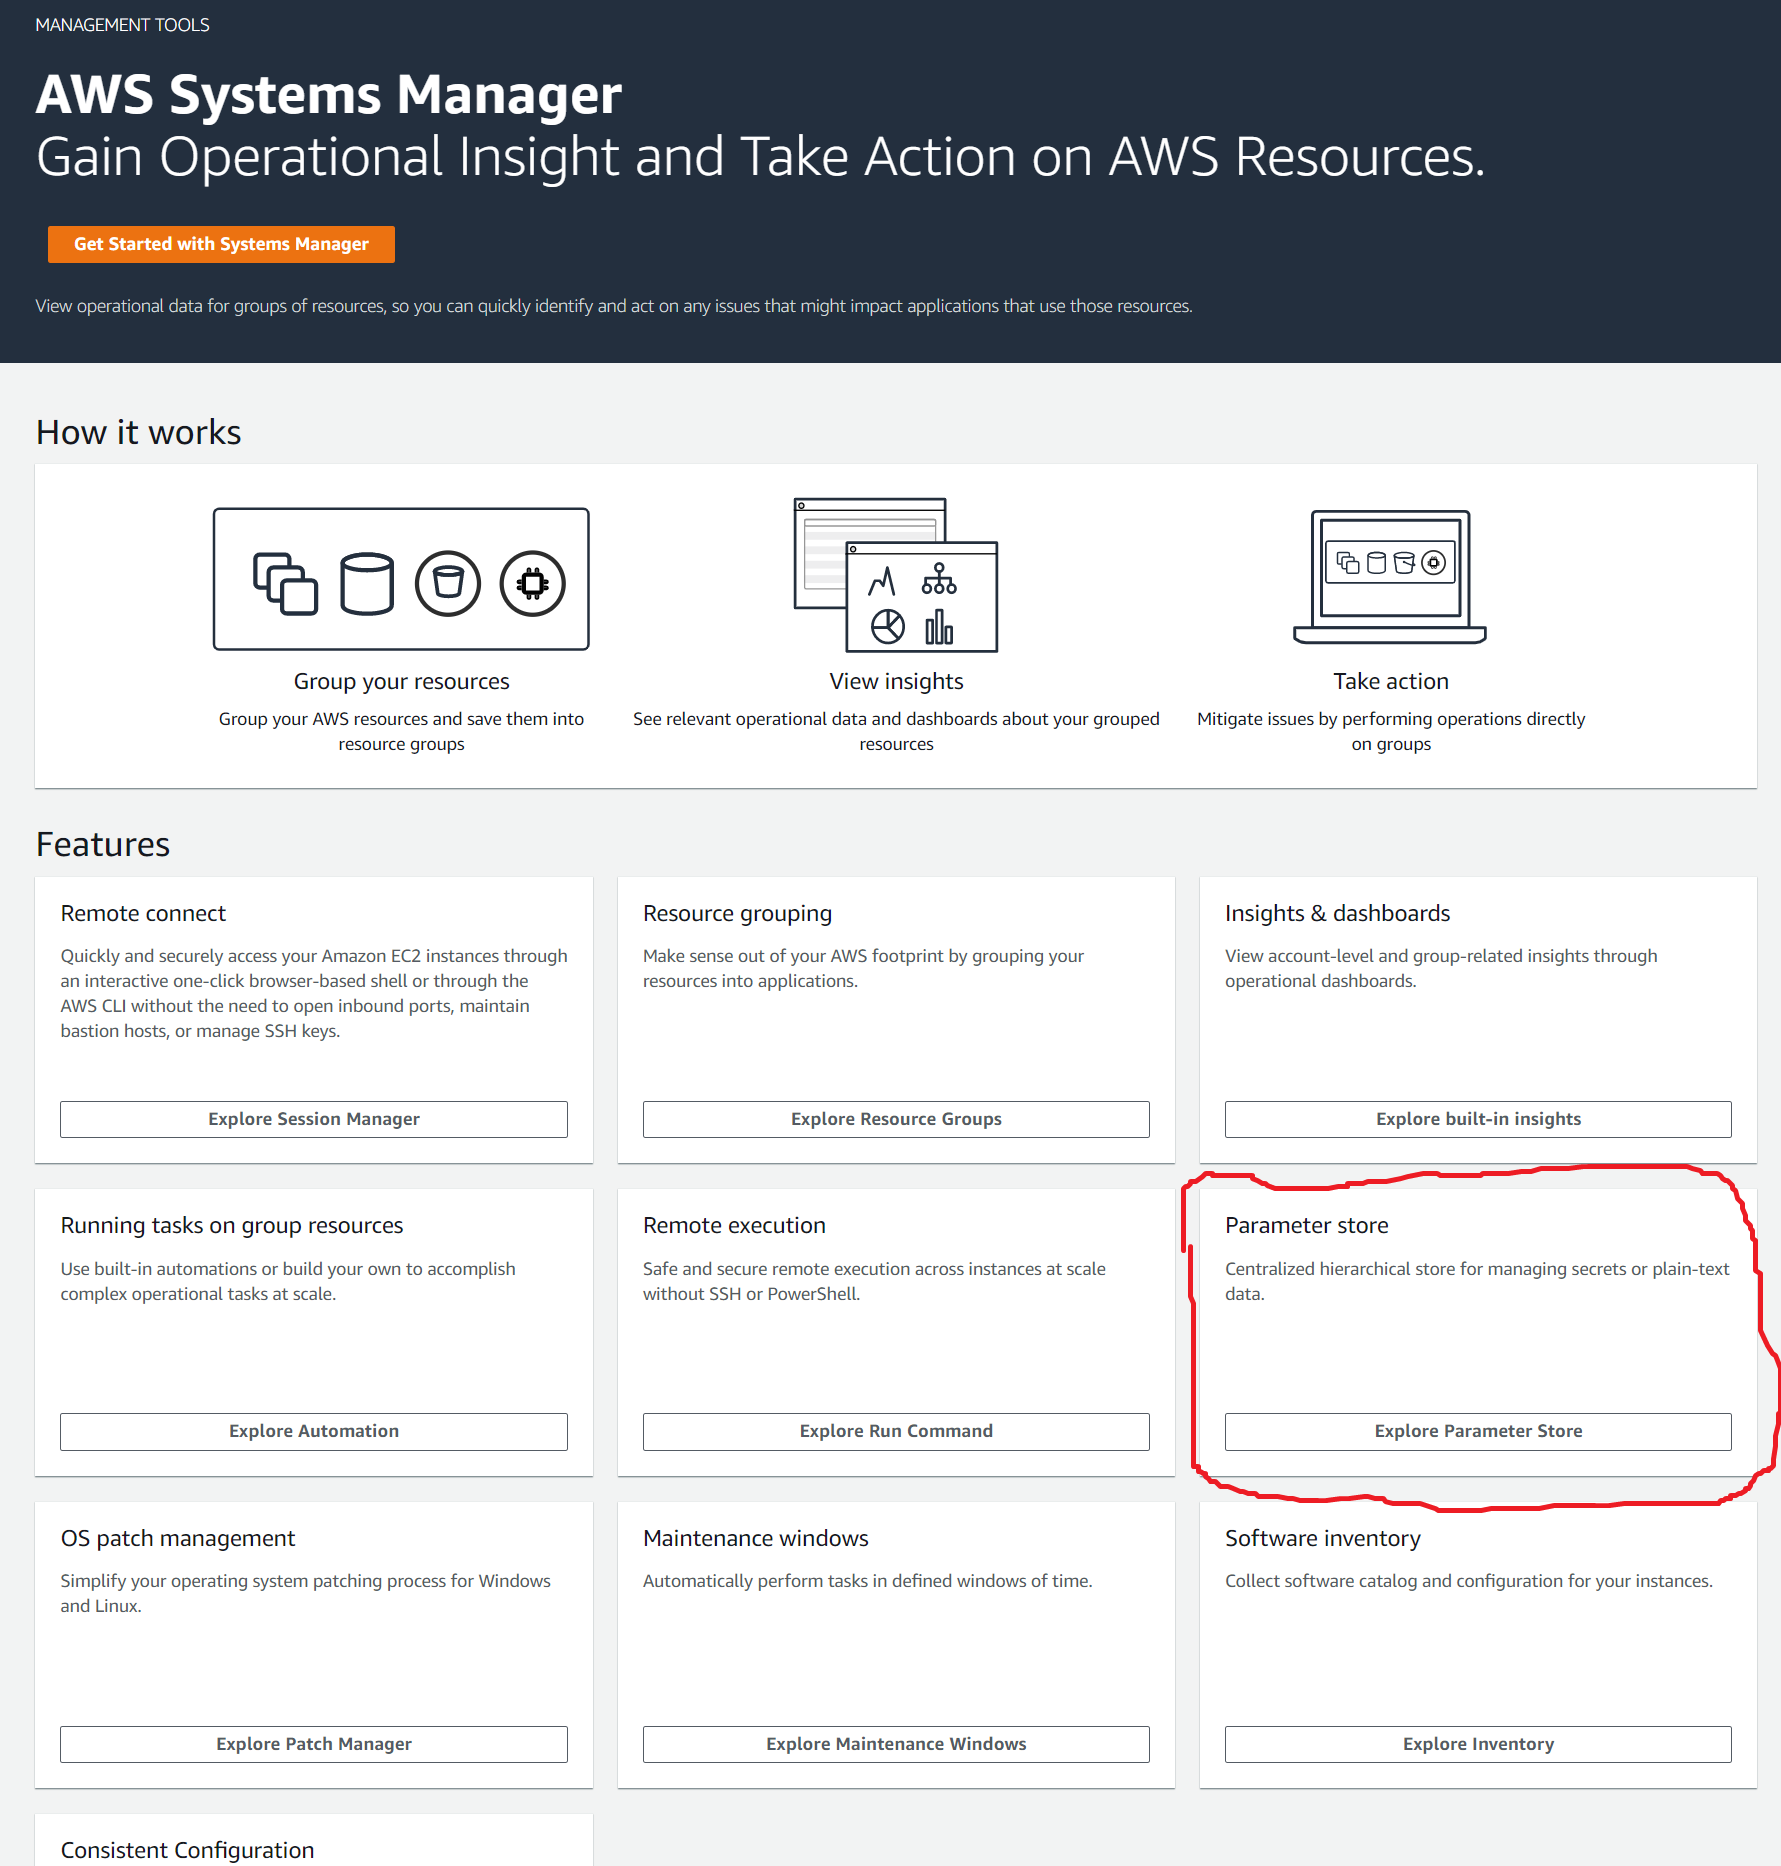 MANAGEMENT TOOLS
AWS Systems Manager
Gain Operational Insight and Take Action on AWS Resources.
Get Started with Systems Manager
View operational data for groups of resources, so you can quickly identify and act on any issues that might impact applications that use those resources.
How it works
Group your resources
Group your AWS resources and save them into
resource groups
View insights
See relevant operational data and dashboards about your grouped
resources
Take action
Mitigate issues by performing operations directly
on groups
Features
Remote connect
Quickly and securely access your Amazon EC2 instances through
an interactive one-click browser-based shell or through the
AWS CLI without the need to open inbound ports, maintain
bastion hosts, or manage SSH keys.
Explore Session Manager
Resource grouping
Make sense out of your AWS footprint by grouping your
resources into applications.
Explore Resource Groups
Insights & dashboards
View account-level and group-related insights through
operational dashboards.
Explore built-in insights
Running tasks on group resources
Use built-in automations or build your own to accomplish
complex operational tasks at scale.
Explore Automation
Remote execution
Safe and secure remote execution across instances at scale
without SSH or PowerShell.
Explore Run Command
Parameter store
Centralized hierarchical store for managing secrets or plain-text
data.
Explore Parameter Store
OS patch management
Simplify your operating system patching process for Windows
and Linux.
Explore Patch Manager
Maintenance windows
Automatically perform tasks in defined windows of time.
Explore Maintenance Windows
Software inventory
Collect software catalog and configuration for your instances.
Explore Inventory
Consistent Configuration